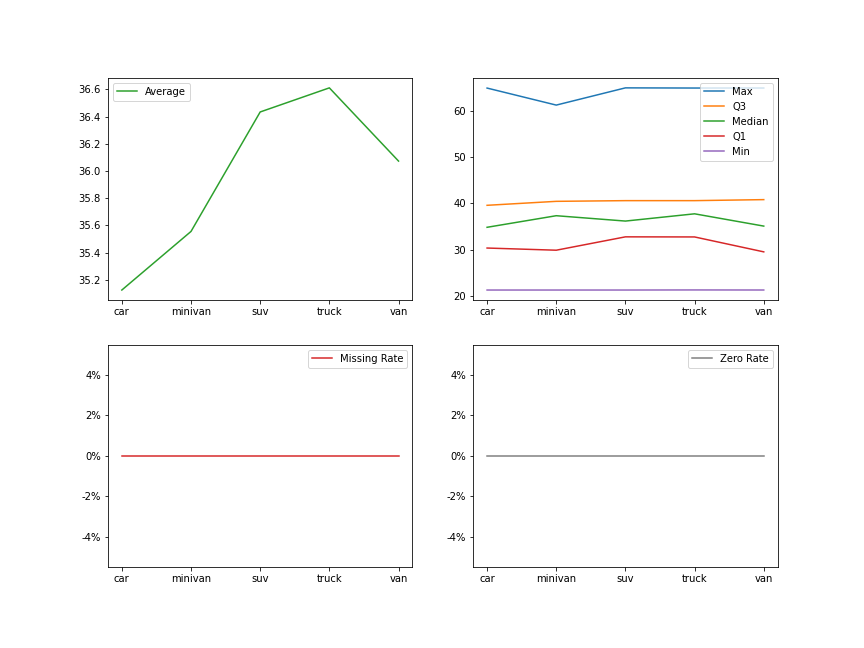 Average
36.6
36.4
36.2
36.0
35.8
35.6
35.4
35.2
car minivan suv truck van
Max
Q3
Median
Q1
Min
60
50
40
30
20
car minivan suv truck van
Missing Rate
4%
2%
0%
-2%
-4%
car minivan suv truck van
Zero Rate
4%
2%
0%
-2%
-4%
car minivan suv truck van